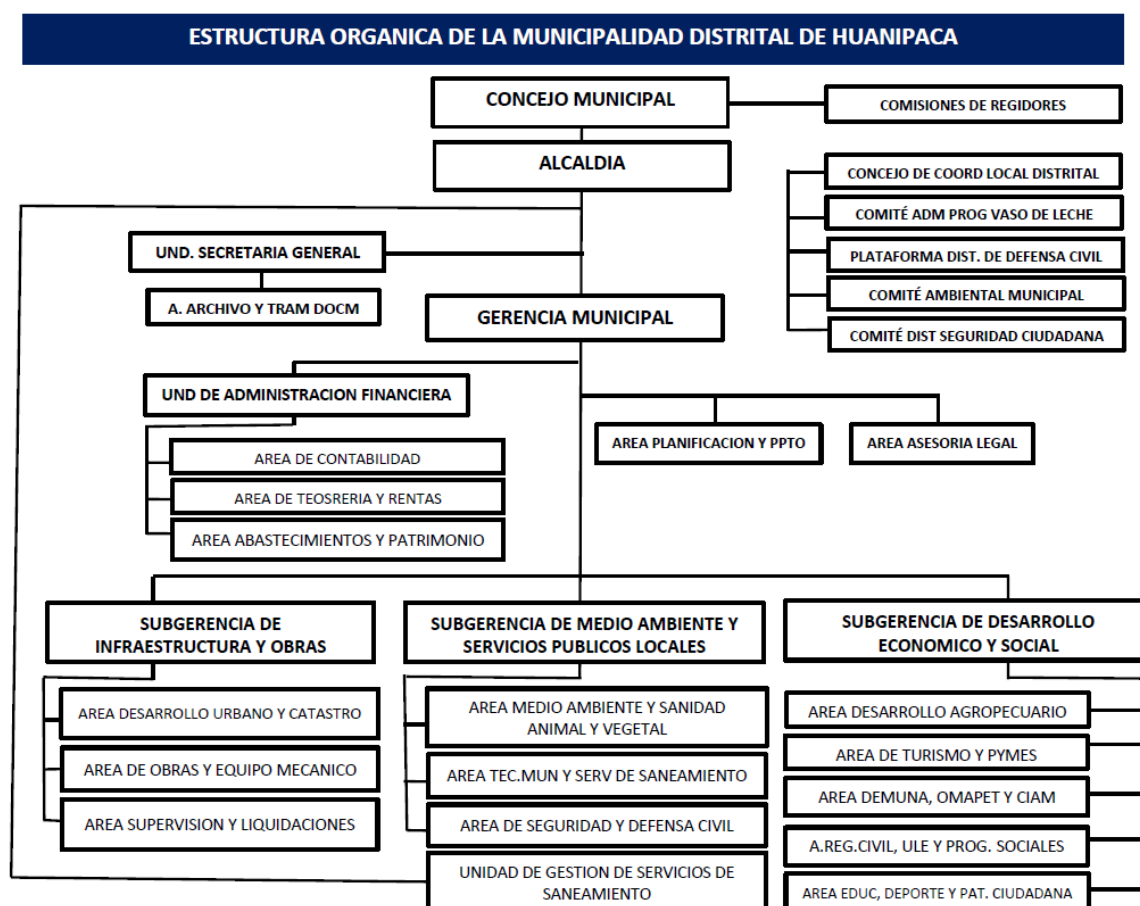 ESTRUCTURA ORGANICA DE LA MUNICIPALIDAD DISTRITAL DE HUANIPACA
CONCEJO MUNICIPAL
COMISIONES DE REGIDORES
ALCALDIA
CONCEJO DE COORD LOCAL DISTRITAL
COMITÉ ADM PROG VASO DE LECHE
PLATAFORMA DIST. DE DEFENSA CIVIL
COMITÉ AMBIENTAL MUNICIPAL
COMITÉ DIST SEGURIDAD CIUDADANA
UND. SECRETARIA GENERAL
A. ARCHIVO Y TRAM DOCM
GERENCIA MUNICIPAL
UND DE ADMINISTRACION FINANCIERA
AREA DE CONTABILIDAD
AREA DE TEOSRERIA Y RENTAS
AREA ABASTECIMIENTOS Y PATRIMONIO
AREA PLANIFICACION Y PPTO
AREA ASESORIA LEGAL
SUBGERENCIA DE
INFRAESTRUCTURA Y OBRAS
AREA DESARROLLO URBANO Y CATASTRO
AREA DE OBRAS Y EQUIPO MECANICO
AREA SUPERVISION Y LIQUIDACIONES
SUBGERENCIA DE MEDIO AMBIENTE Y
SERVICIOS PUBLICOS LOCALES
AREA MEDIO AMBIENTE Y SANIDAD
ANIMAL Y VEGETAL
AREA TEC.MUN Y SERV DE SANEAMIENTO
AREA DE SEGURIDAD Y DEFENSA CIVIL
UNIDAD DE GESTION DE SERVICIOS DE
SANEAMIENTO
SUBGERENCIA DE DESARROLLO
ECONOMICO Y SOCIAL
AREA DESARROLLO AGROPECUARIO
AREA DE TURISMO Y PYMES
AREA DEMUNA, OMAPET Y CIAM
A.REG.CIVIL, ULE Y PROG. SOCIALES
AREA EDUC, DEPORTE Y PAT. CIUDADANA